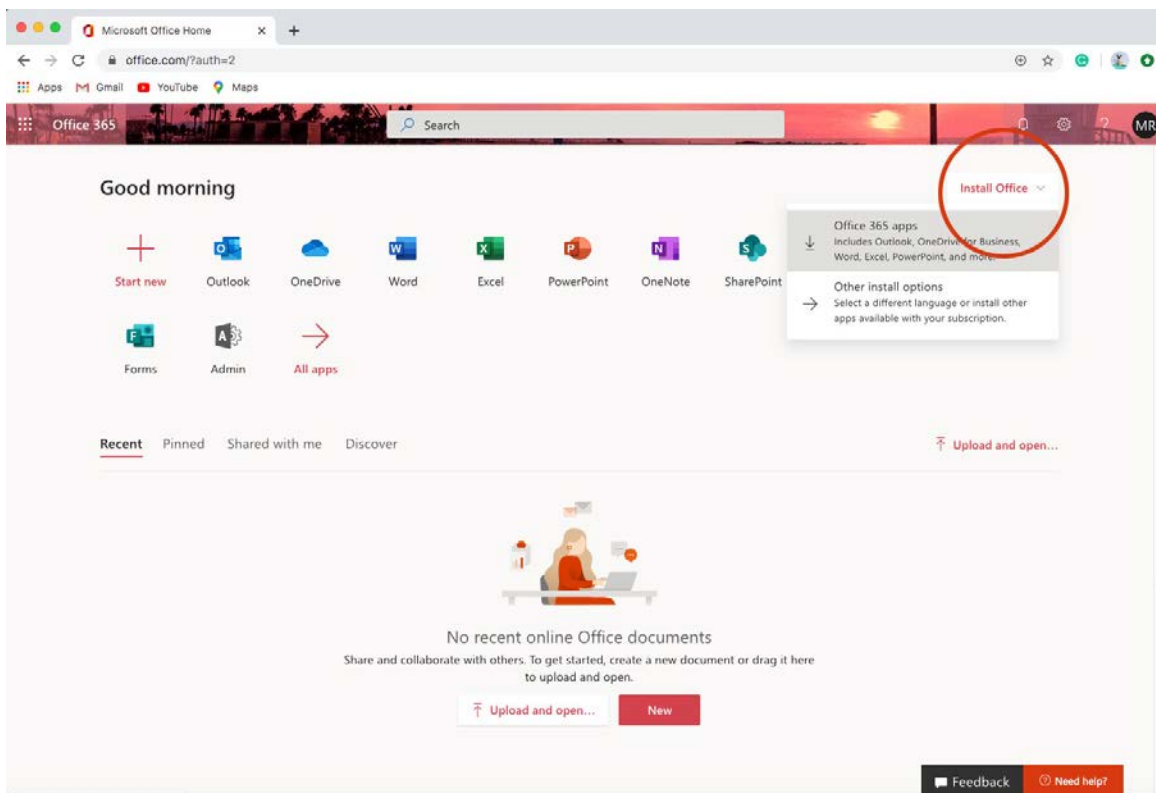 Microsoft Office Home
office.com/?auth=2
Apps Gmail YouTube Maps
Office 365 Search ? MR
Good morning
Install Office
Office 365 apps
Includes Outlook, OneDrive for Business,
Word, Excel, PowerPoint, and more.
Other install options
Select a different language or install other
apps available with your subscription.
Start new Outlook OneDrive Word Excel PowerPoint OneNote SharePoint
Forms Admin All apps
Recent Pinned Shared with me Discover Upload and open...
No recent online Office documents
Share and collaborate with others. To get started, create a new document or drag it here
to upload and open.
Upload and open... New
Feedback Need help?